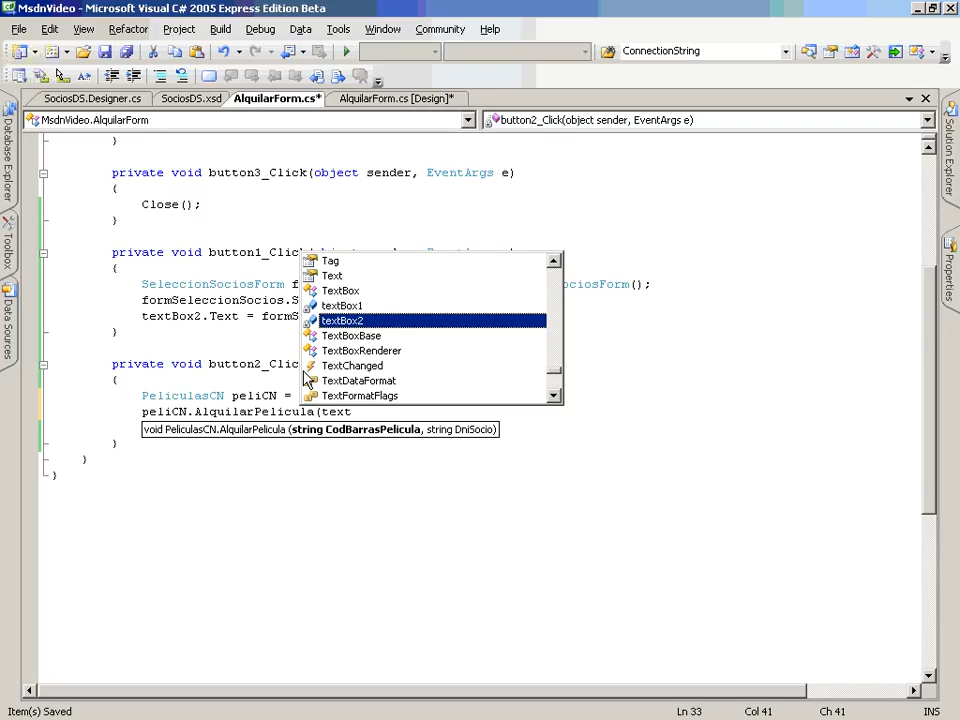 MsdnVideo - Microsoft Visual C# 2005 Express Edition Beta
File Edit View Refactor Project Build Debug Data Tools Window Community Help
ConnectionString
SociosDS.Designer.cs SociosDS.xsd AlquilarForm.cs* AlquilarForm.cs [Design]*
MsdnVideo.AlquilarForm button2_Click(object sender, EventArgs e)
}
private void button3_Click(object sender, EventArgs e)
{
Close();
}
private void button1_Click
{
SeleccionSociosForm ociosForm();
formSeleccionSocios.S
textBox2.Text = formS
}
private void button2_Clic
{
PeliculasCN peliCN =
peliCN.AlquilarPelicula(text
void PeliculasCN.AlquilarPelicula (string CodBarrasPelicula, string DniSocio)
}
}
}
Tag
Text
TextBox
textBox1
textBox2
TextBoxBase
TextBoxRenderer
TextChanged
TextDataFormat
TextFormatFlags
Database Explorer
Toolbox
Data Sources
Solution Explorer
Properties
Item(s) Saved Ln 33 Col 41 Ch 41 INS